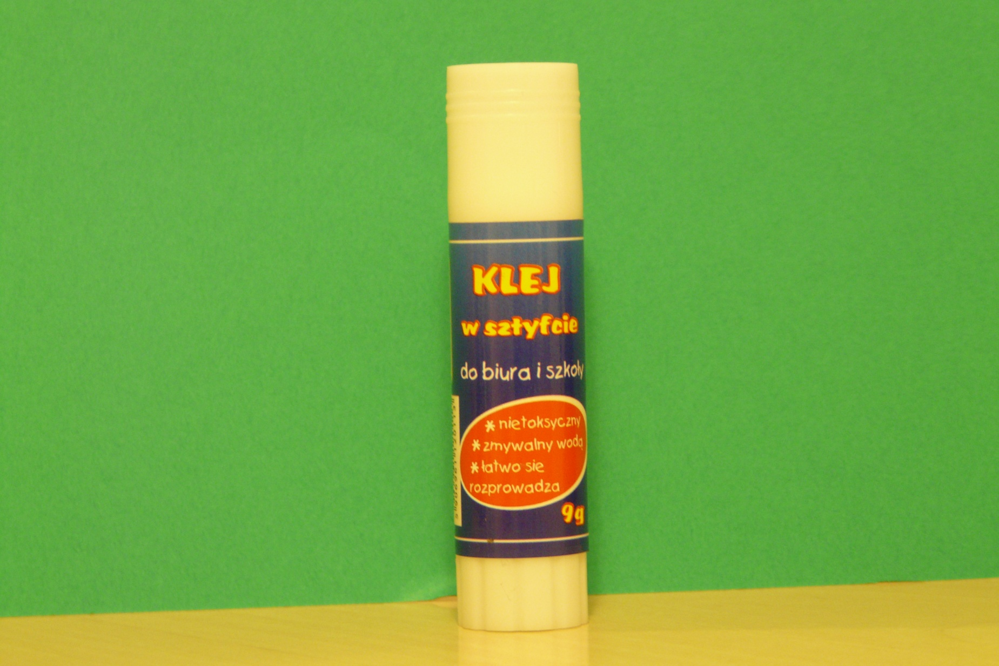 KLEJ
w sztyfcie
do biura i szkoły
* nietoksyczny
* zmywalny wodą
* łatwo sie
rozprowadza
9g